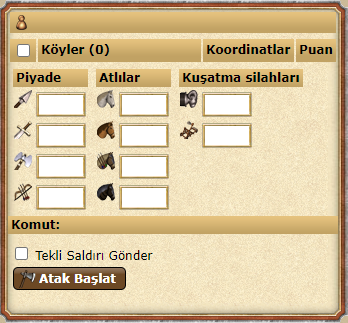 Köyler (0) Koordinatlar Puan
Piyade Atlılar Kuşatma silahları
Komut:
Tekli Saldırı Gönder
Atak Başlat